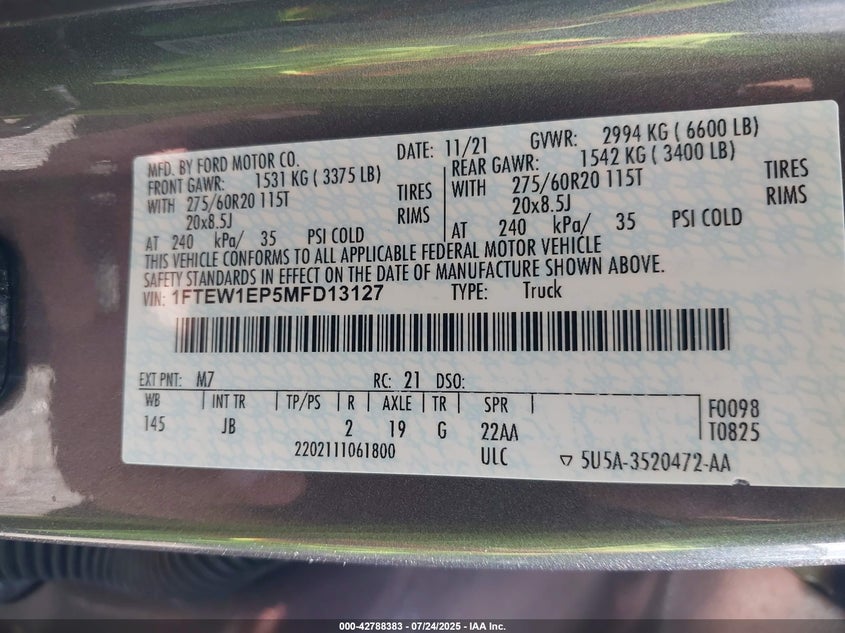 MFD. BY FORD MOTOR CO. DATE: 11/21 GVWR: 2994 KG ( 6600 LB)
FRONT GAWR: 1531 KG ( 3375 LB) REAR GAWR: 1542 KG ( 3400 LB)
WITH 275/60R20 115T TIRES WITH 275/60R20 115T TIRES
20x8.5J RIMS 20x8.5J RIMS
AT 240 kPa/ 35 PSI COLD AT 240 kPa/ 35 PSI COLD
THIS VEHICLE CONFORMS TO ALL APPLICABLE FEDERAL MOTOR VEHICLE
SAFETY STANDARDS IN EFFECT ON THE DATE OF MANUFACTURE SHOWN ABOVE.
VIN: 1FTEW1EP5MFD13127 TYPE: Truck
EXT PNT: M7 RC: 21 DSO:
WB INT TR TP/PS R AXLE TR SPR F0098
145 JB 2 19 G 22AA T0825
2202111061800 ULC 5U5A-3520472-AA
000-42788383 - 07/24/2025 - IAA Inc.